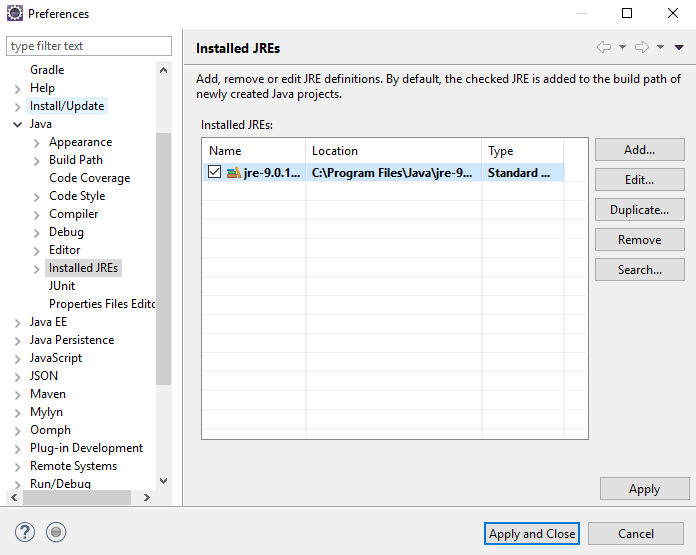 Preferences
type filter text
Gradle
Help
Install/Update
Java
Appearance
Build Path
Code Coverage
Code Style
Compiler
Debug
Editor
Installed JREs
JUnit
Properties Files Edito
Java EE
Java Persistence
JavaScript
JSON
Maven
Mylyn
Oomph
Plug-in Development
Remote Systems
Run/Debug
Installed JREs
Add, remove or edit JRE definitions. By default, the checked JRE is added to the build path of
newly created Java projects.
Installed JREs:
Name Location Type
jre-9.0.1... C:\Program Files\Java\jre-9... Standard ...
Add...
Edit...
Duplicate...
Remove
Search...
Apply
? Apply and Close Cancel